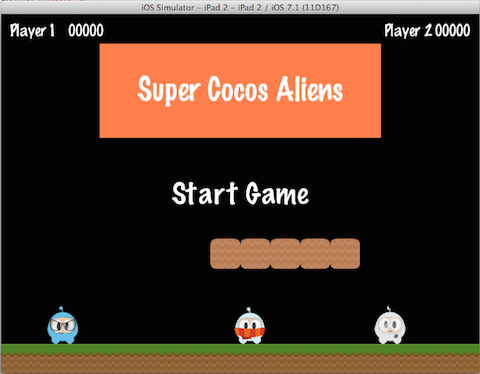 iOS Simulator - iPad 2 - iPad 2 / iOS 7.1 (11D167)
Player 1 00000
Player 2 00000
Super Cocos Aliens
Start Game